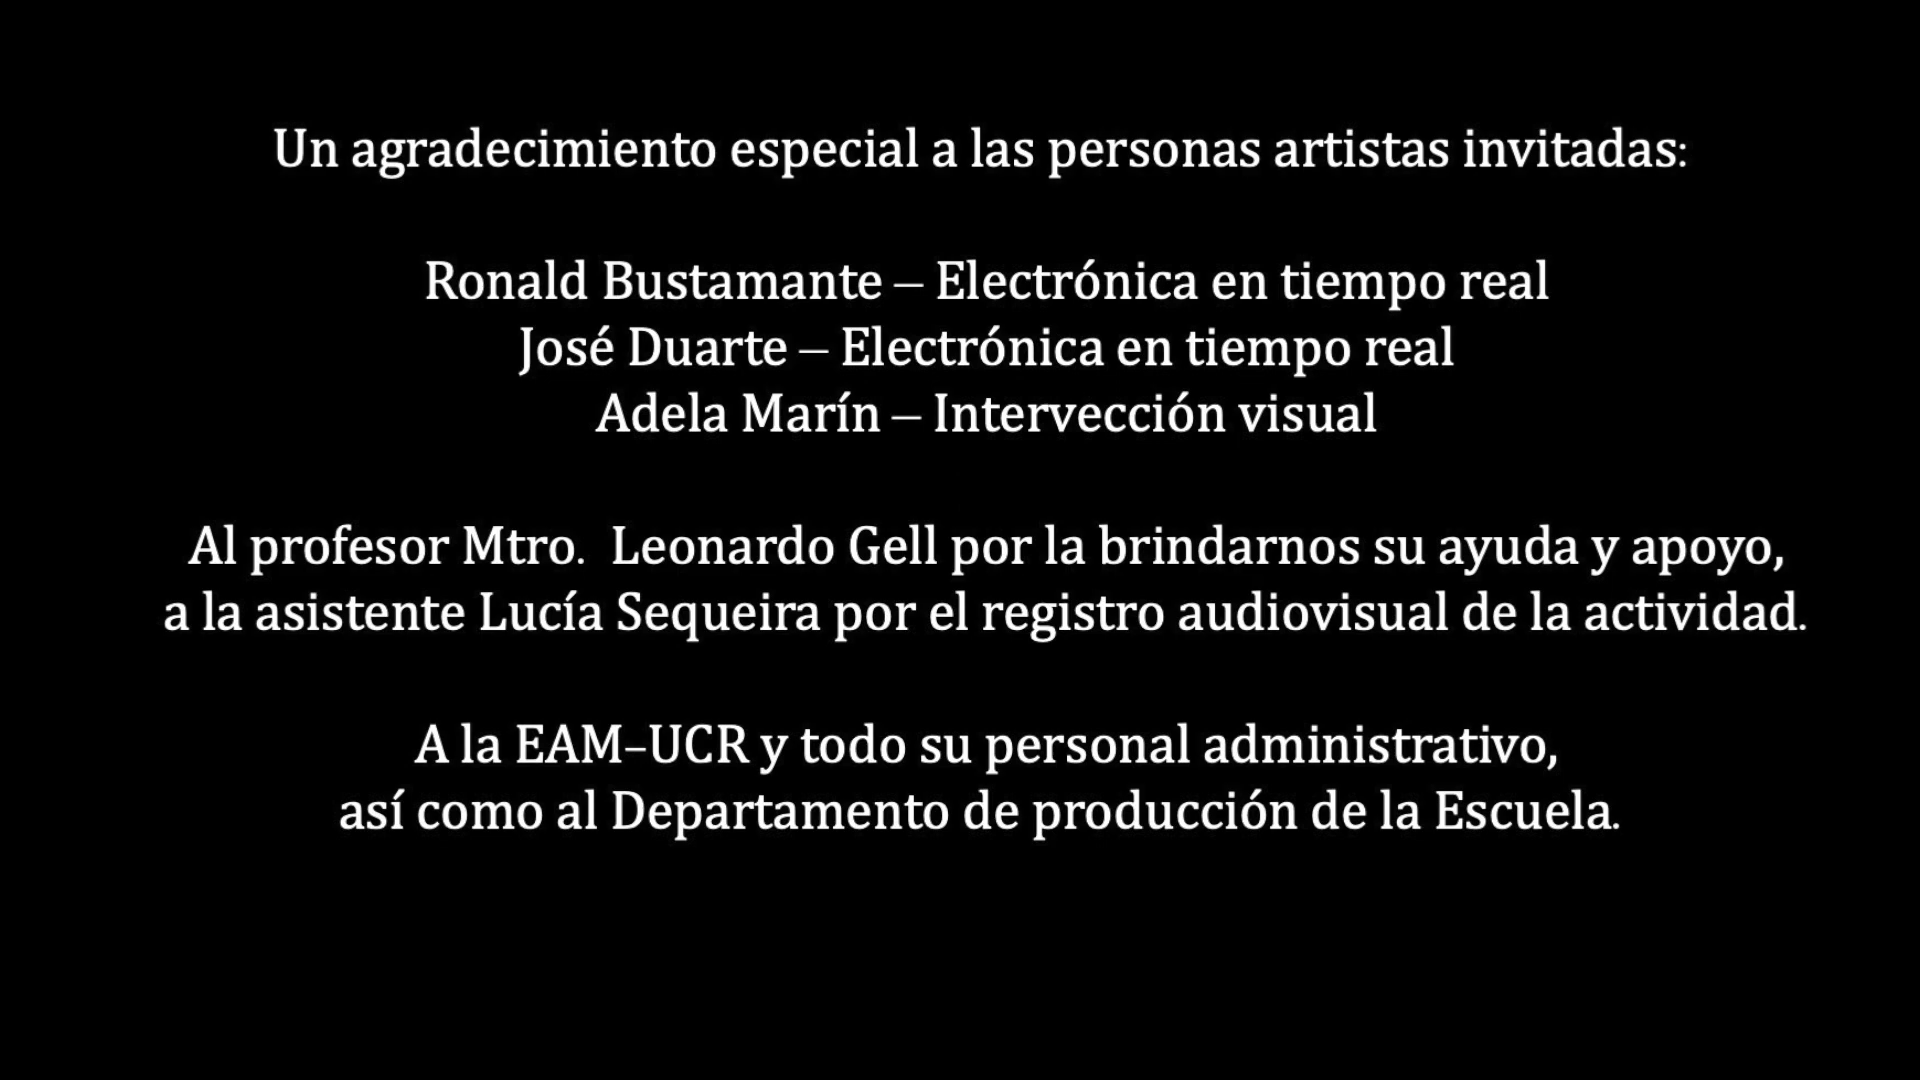 Un agradecimiento especial a las personas artistas invitadas:
Ronald Bustamante – Electrónica en tiempo real
José Duarte – Electrónica en tiempo real
Adela Marín – Intervección visual
Al profesor Mtro.  Leonardo Gell por la brindarnos su ayuda y apoyo,
a la asistente Lucía Sequeira por el registro audiovisual de la actividad.
A la EAM–UCR y todo su personal administrativo,
así como al Departamento de producción de la Escuela.